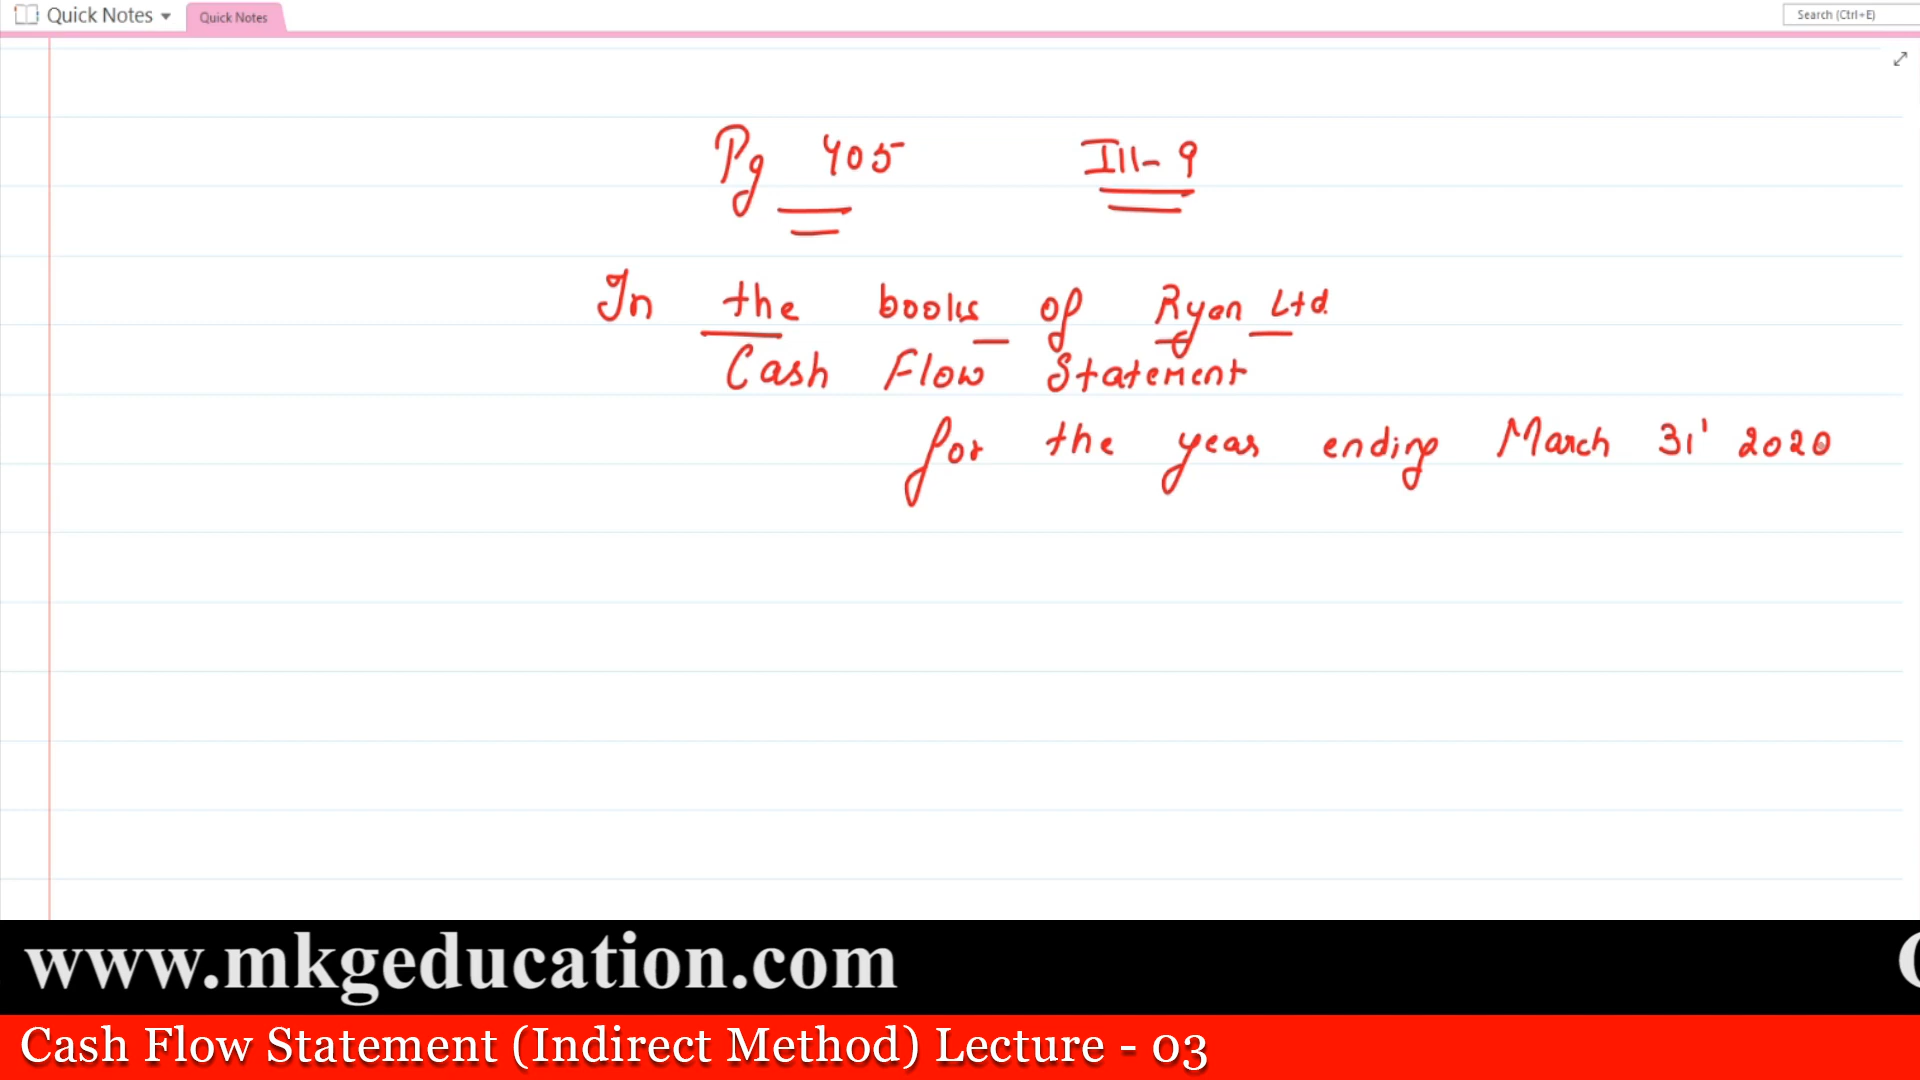 Quick Notes
Quick Notes
Search (Ctrl+E)
Pg 405 Ill-9
In the books of Ryan Ltd.
Cash Flow Statement
for the year ending March 31' 2020
www.mkgeducation.com
Cash Flow Statement (Indirect Method) Lecture - 03